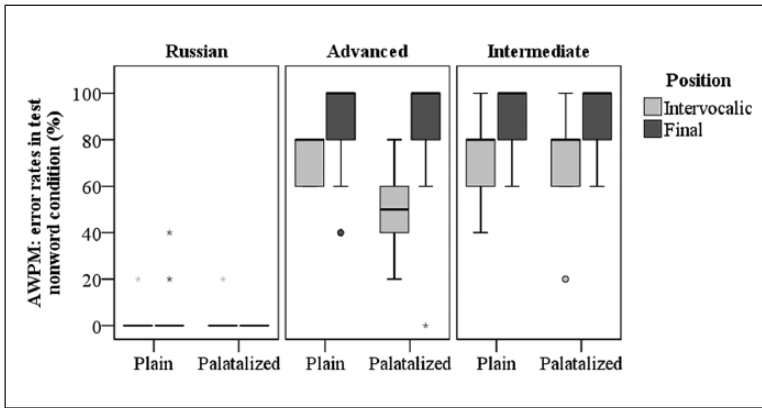 Russian Advanced Intermediate
Position
Intervocalic
Final
AWPM: error rates in test
nonword condition (%)
100
80
60
40
20
0
Plain Palatalized Plain Palatalized Plain Palatalized